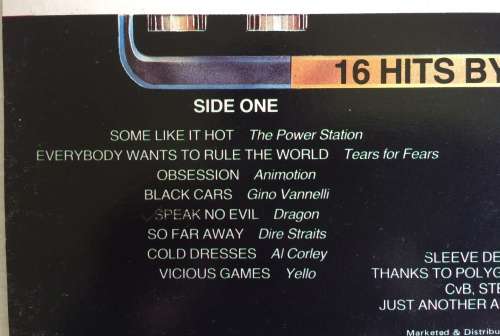 16 HITS BY
SIDE ONE
SOME LIKE IT HOT The Power Station
EVERYBODY WANTS TO RULE THE WORLD Tears for Fears
OBSESSION Animotion
BLACK CARS Gino Vannelli
SPEAK NO EVIL Dragon
SO FAR AWAY Dire Straits
COLD DRESSES Al Corley
VICIOUS GAMES Yello
SLEEVE DE
THANKS TO POLYG
CvB, STE
JUST ANOTHER A
Marketed & Distribu